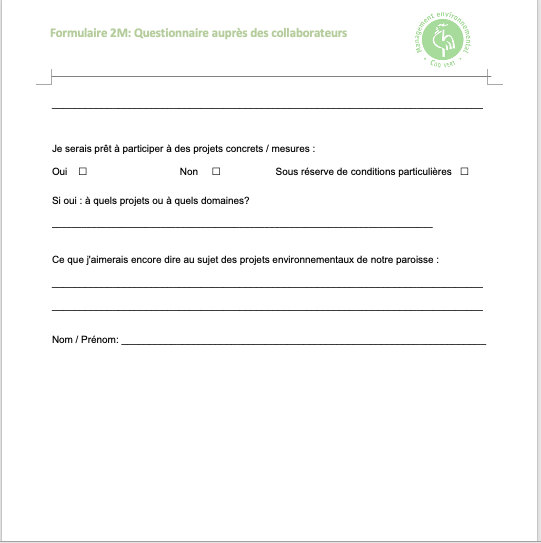 Formulaire 2M: Questionnaire auprès des collaborateurs
Management environnemental
• COQ VERT •
Je serais prêt à participer à des projets concrets / mesures :
Oui ☐ Non ☐ Sous réserve de conditions particulières ☐
Si oui : à quels projets ou à quels domaines?
Ce que j'aimerais encore dire au sujet des projets environnementaux de notre paroisse :
Nom / Prénom: